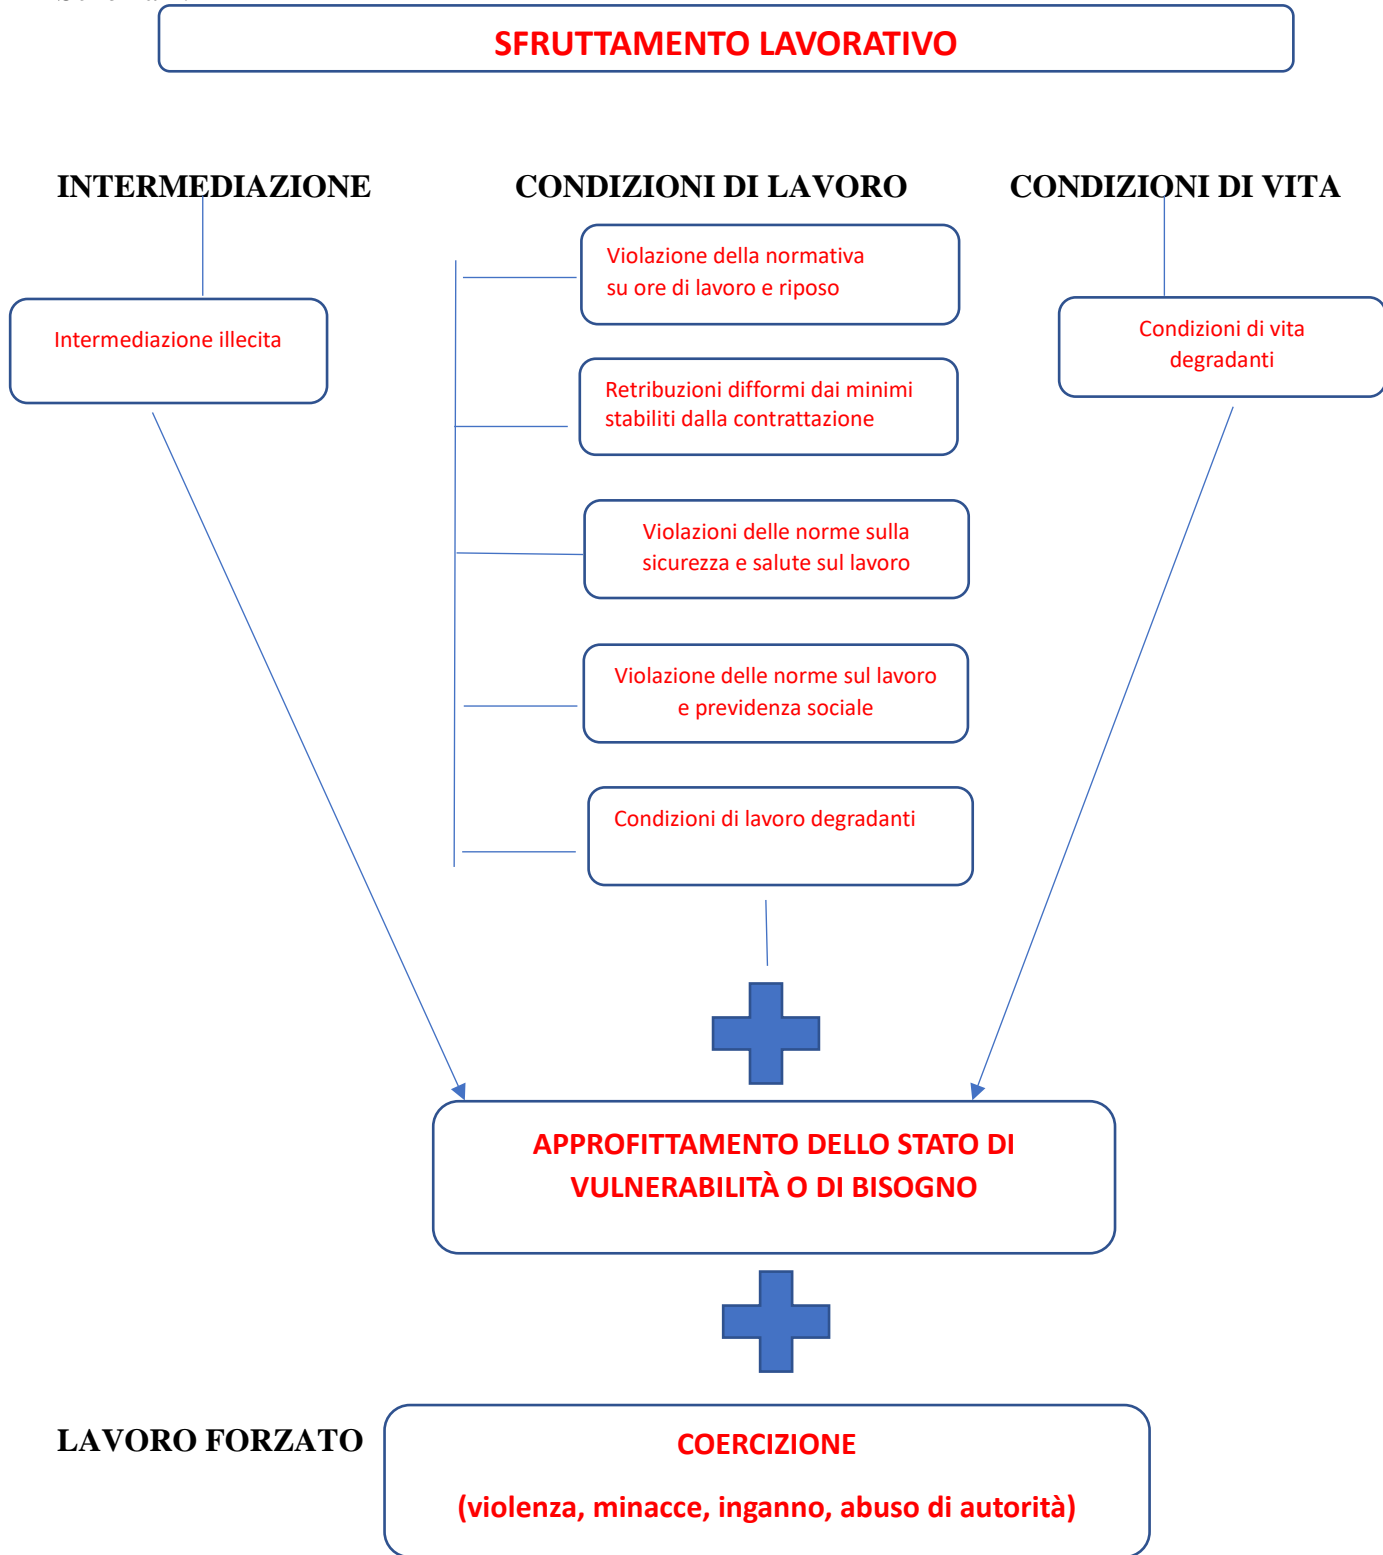 SFRUTTAMENTO LAVORATIVO
INTERMEDIAZIONE
CONDIZIONI DI LAVORO
CONDIZIONI DI VITA
Intermediazione illecita
Violazione della normativa
su ore di lavoro e riposo
Retribuzioni difformi dai minimi
stabiliti dalla contrattazione
Violazioni delle norme sulla
sicurezza e salute sul lavoro
Violazione delle norme sul lavoro
e previdenza sociale
Condizioni di lavoro degradanti
Condizioni di vita
degradanti
APPROFITTAMENTO DELLO STATO DI
VULNERABILITÀ O DI BISOGNO
LAVORO FORZATO
COERCIZIONE
(violenza, minacce, inganno, abuso di autorità)